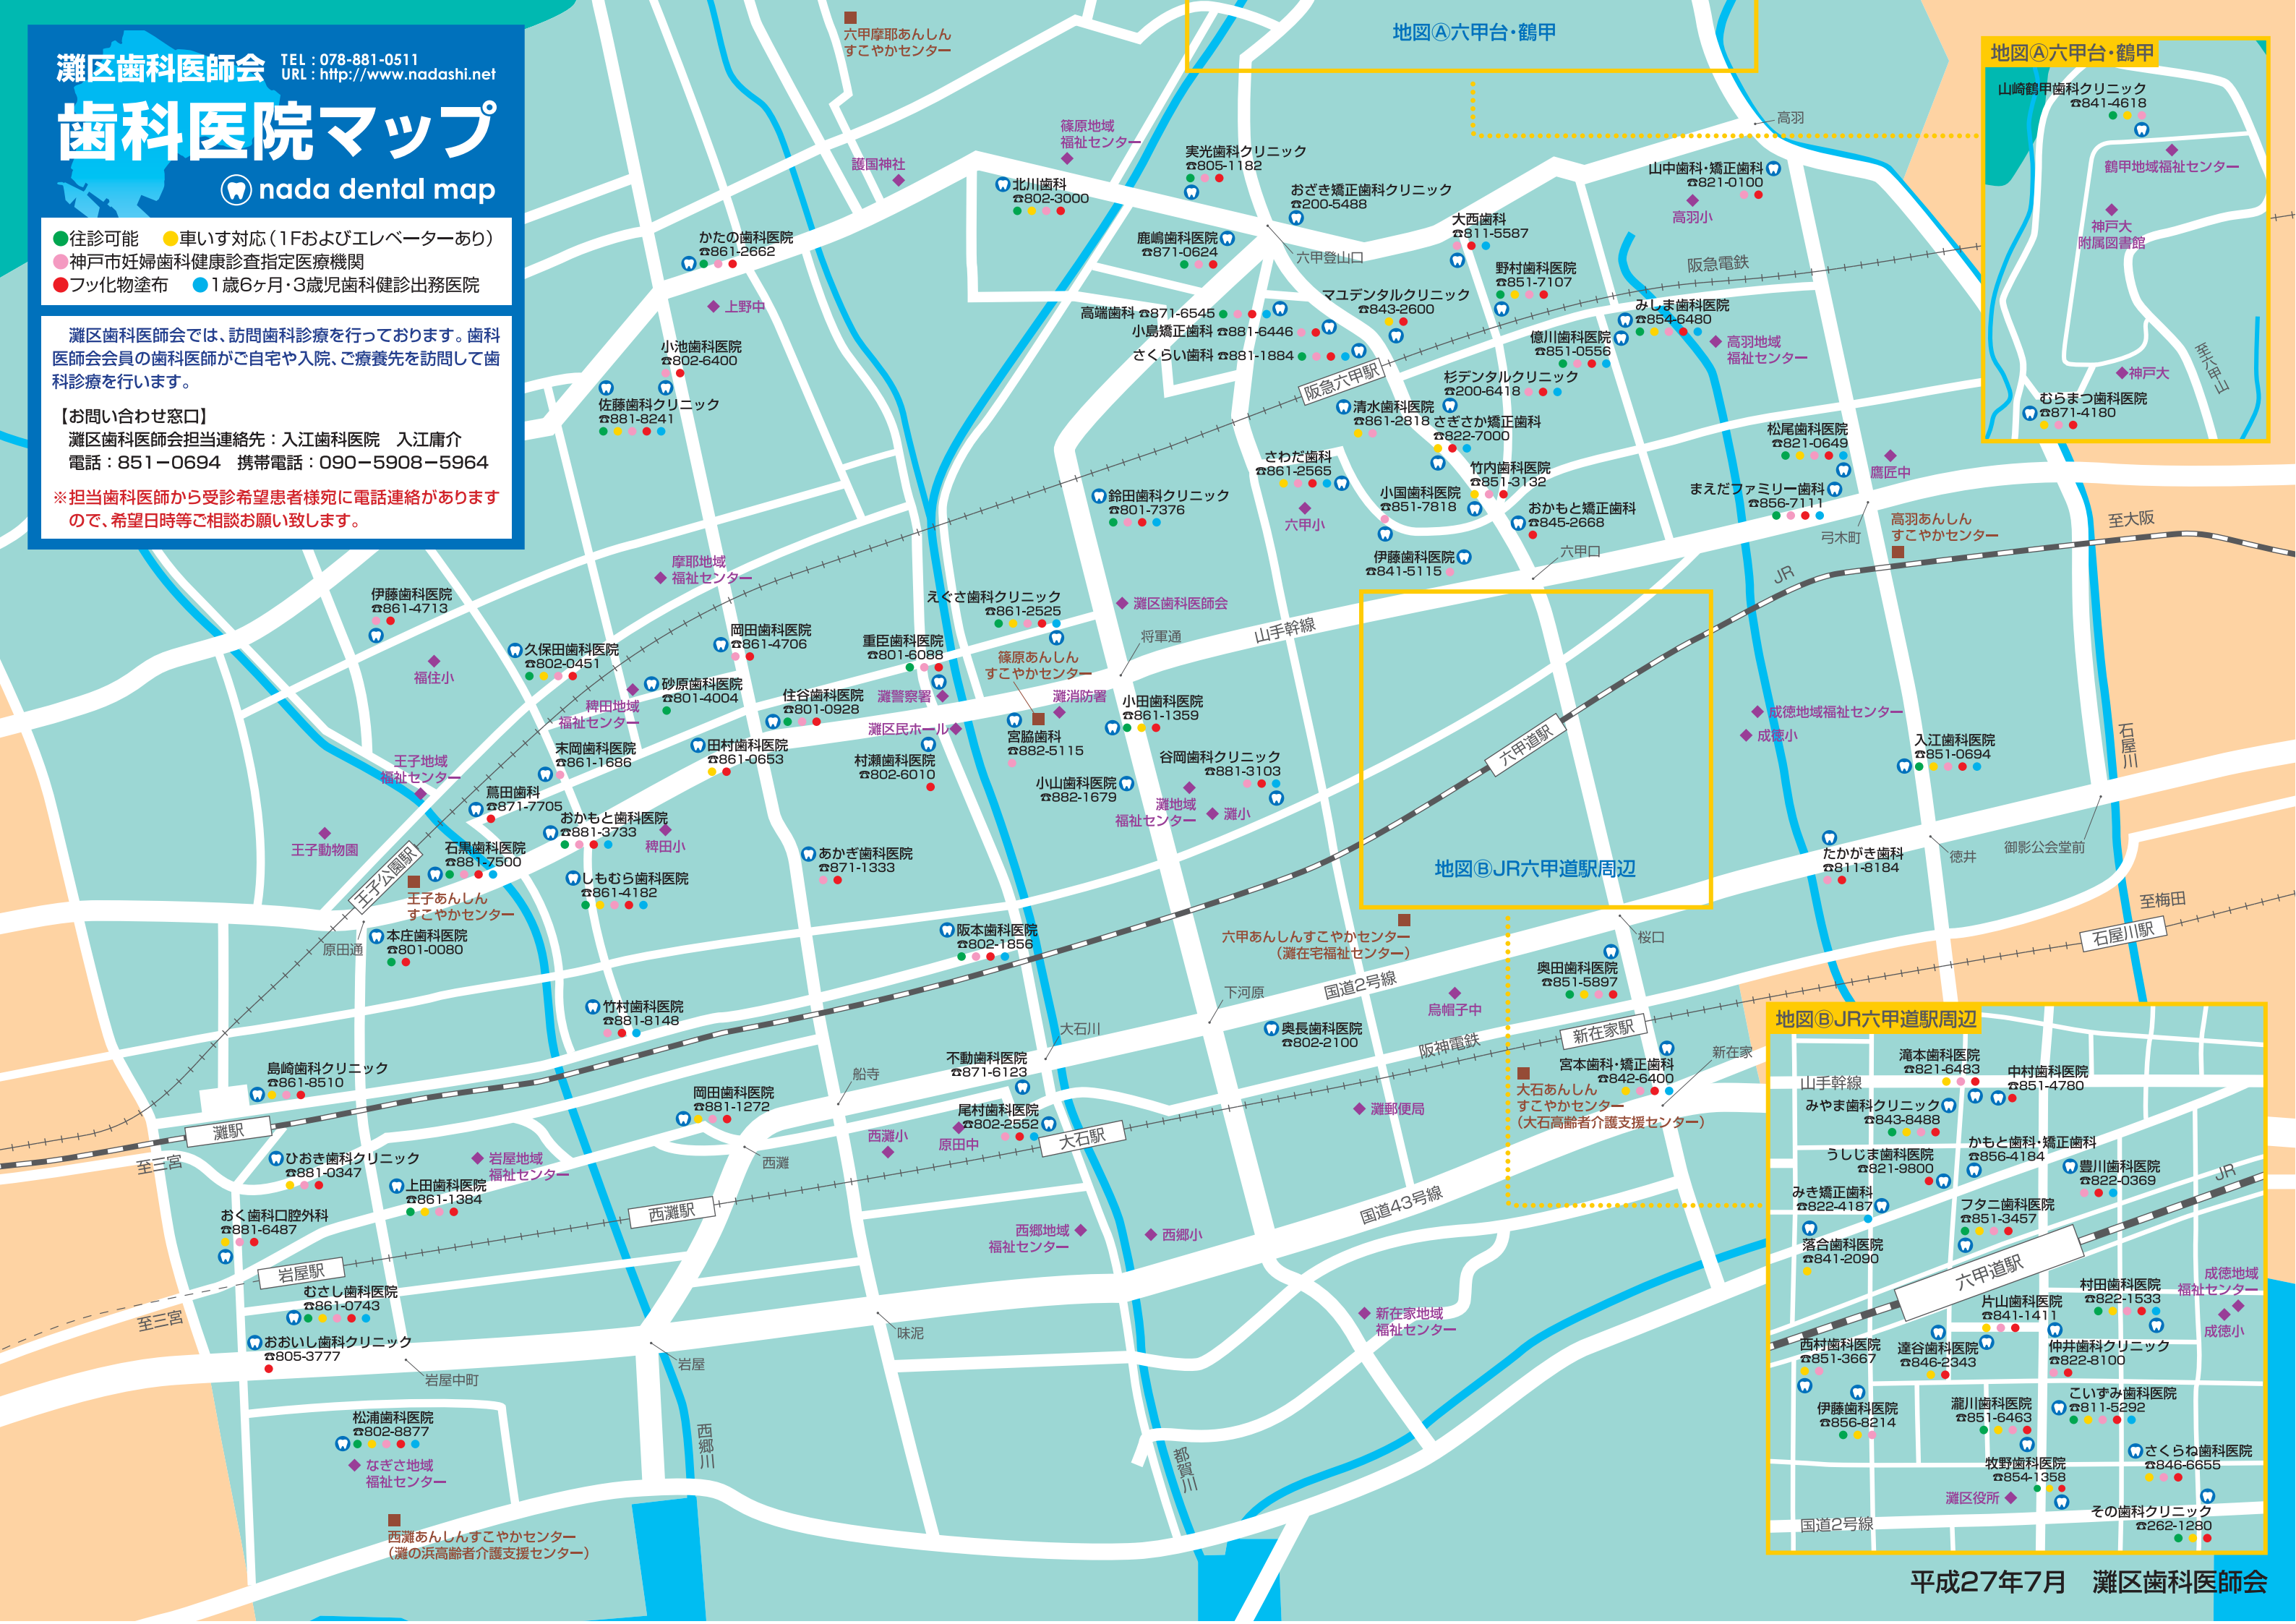 灘区歯科医師会
TEL : 078-881-0511
URL : http://www.nadashi.net
歯科医院マップ
nada dental map
往診可能 車いす対応(1Fおよびエレベーターあり)
神戸市妊婦歯科健康診査指定医療機関
フッ化物塗布 1歳6ヶ月・3歳児歯科健診出務医院
灘区歯科医師会では、訪問歯科診療を行っております。歯科
医師会会員の歯科医師がご自宅や入院、ご療養先を訪問して歯
科診療を行います。
【お問い合わせ窓口】
灘区歯科医師会担当連絡先:入江歯科医院 入江庸介
電話:851−0694 携帯電話:090−5908−5964
※担当歯科医師から受診希望患者様宛に電話連絡があります
ので、希望日時等ご相談お願い致します。
六甲摩耶あんしん
すこやかセンター
地図Ⓐ六甲台・鶴甲
高羽
篠原地域
福祉センター
護国神社
北川歯科
☎802-3000
実光歯科クリニック
☎805-1182
おざき矯正歯科クリニック
☎200-5488
山中歯科・矯正歯科
☎821-0100
高羽小
かたの歯科医院
☎861-2662
上野中
鹿嶋歯科医院
☎871-0624
六甲登山口
大西歯科
☎811-5587
野村歯科医院
☎851-7107
阪急電鉄
マユデンタルクリニック
☎843-2600
みしま歯科医院
☎854-6480
高端歯科 ☎871-6545
小島矯正歯科 ☎881-6446
さくらい歯科 ☎881-1884
億川歯科医院
☎851-0556
高羽地域
福祉センター
阪急六甲駅
杉デンタルクリニック
☎200-6418
小池歯科医院
☎802-6400
佐藤歯科クリニック
☎881-8241
清水歯科医院
☎861-2818
さぎさか矯正歯科
☎822-7000
さわだ歯科
☎861-2565
竹内歯科医院
☎851-3132
松尾歯科医院
☎821-0649
鷹匠中
まえだファミリー歯科
☎856-7111
鈴田歯科クリニック
☎801-7376
六甲小
小国歯科医院
☎851-7818
おかもと矯正歯科
☎845-2668
伊藤歯科医院
☎841-5115
六甲口
弓木町
高羽あんしん
すこやかセンター
至大阪
JR
摩耶地域
福祉センター
伊藤歯科医院
☎861-4713
えぐさ歯科クリニック
☎861-2525
灘区歯科医師会
将軍通
山手幹線
福住小
久保田歯科医院
☎802-0451
岡田歯科医院
☎861-4706
重臣歯科医院
☎801-6088
篠原あんしん
すこやかセンター
砂原歯科医院
☎801-4004
稗田地域
福祉センター
住谷歯科医院
☎801-0928
灘警察署
灘消防署
小田歯科医院
☎861-1359
灘区民ホール
宮脇歯科
☎882-5115
末岡歯科医院
☎861-1686
田村歯科医院
☎861-0653
村瀬歯科医院
☎802-6010
谷岡歯科クリニック
☎881-3103
小山歯科医院
☎882-1679
灘地域
福祉センター
灘小
六甲道駅
成徳地域福祉センター
成徳小
入江歯科医院
☎851-0694
石屋川
王子地域
福祉センター
蔦田歯科
☎871-7705
王子動物園
おかもと歯科医院
☎881-3733
稗田小
石黒歯科医院
☎881-7500
王子公園駅
王子あんしん
すこやかセンター
しもむら歯科医院
☎861-4182
あかぎ歯科医院
☎871-1333
地図ⒷJR六甲道駅周辺
たかがき歯科
☎811-8184
徳井
御影公会堂前
至梅田
石屋川駅
原田通
本庄歯科医院
☎801-0080
阪本歯科医院
☎802-1856
六甲あんしんすこやかセンター
(灘在宅福祉センター)
桜口
奥田歯科医院
☎851-5897
国道2号線
下河原
烏帽子中
竹村歯科医院
☎881-8148
大石川
奥長歯科医院
☎802-2100
阪神電鉄
新在家駅
新在家
宮本歯科・矯正歯科
☎842-6400
大石あんしん
すこやかセンター
(大石高齢者介護支援センター)
島崎歯科クリニック
☎861-8510
不動歯科医院
☎871-6123
船寺
岡田歯科医院
☎881-1272
尾村歯科医院
☎802-2552
灘郵便局
灘駅
西灘小
原田中
大石駅
至三宮
ひおき歯科クリニック
☎881-0347
岩屋地域
福祉センター
西灘
上田歯科医院
☎861-1384
おく歯科口腔外科
☎881-6487
西灘駅
国道43号線
西郷地域
福祉センター
西郷小
岩屋駅
むさし歯科医院
☎861-0743
至三宮
おおいし歯科クリニック
☎805-3777
岩屋中町
岩屋
味泥
新在家地域
福祉センター
松浦歯科医院
☎802-8877
なぎさ地域
福祉センター
西郷川
都賀川
西灘あんしんすこやかセンター
(灘の浜高齢者介護支援センター)
地図Ⓐ六甲台・鶴甲
山崎鶴甲歯科クリニック
☎841-4618
鶴甲地域福祉センター
神戸大
附属図書館
至六甲山
神戸大
むらまつ歯科医院
☎871-4180
地図ⒷJR六甲道駅周辺
滝本歯科医院
☎821-6483
山手幹線
中村歯科医院
☎851-4780
みやま歯科クリニック
☎843-8488
かもと歯科・矯正歯科
☎856-4184
うしじま歯科医院
☎821-9800
豊川歯科医院
☎822-0369
JR
みき矯正歯科
☎822-4187
フタニ歯科医院
☎851-3457
落合歯科医院
☎841-2090
六甲道駅
成徳地域
福祉センター
村田歯科医院
☎822-1533
片山歯科医院
☎841-1411
成徳小
西村歯科医院
☎851-3667
達谷歯科医院
☎846-2343
仲井歯科クリニック
☎822-8100
伊藤歯科医院
☎856-8214
瀧川歯科医院
☎851-6463
こいずみ歯科医院
☎811-5292
さくらね歯科医院
☎846-6655
牧野歯科医院
☎854-1358
灘区役所
その歯科クリニック
☎262-1280
国道2号線
平成27年7月 灘区歯科医師会